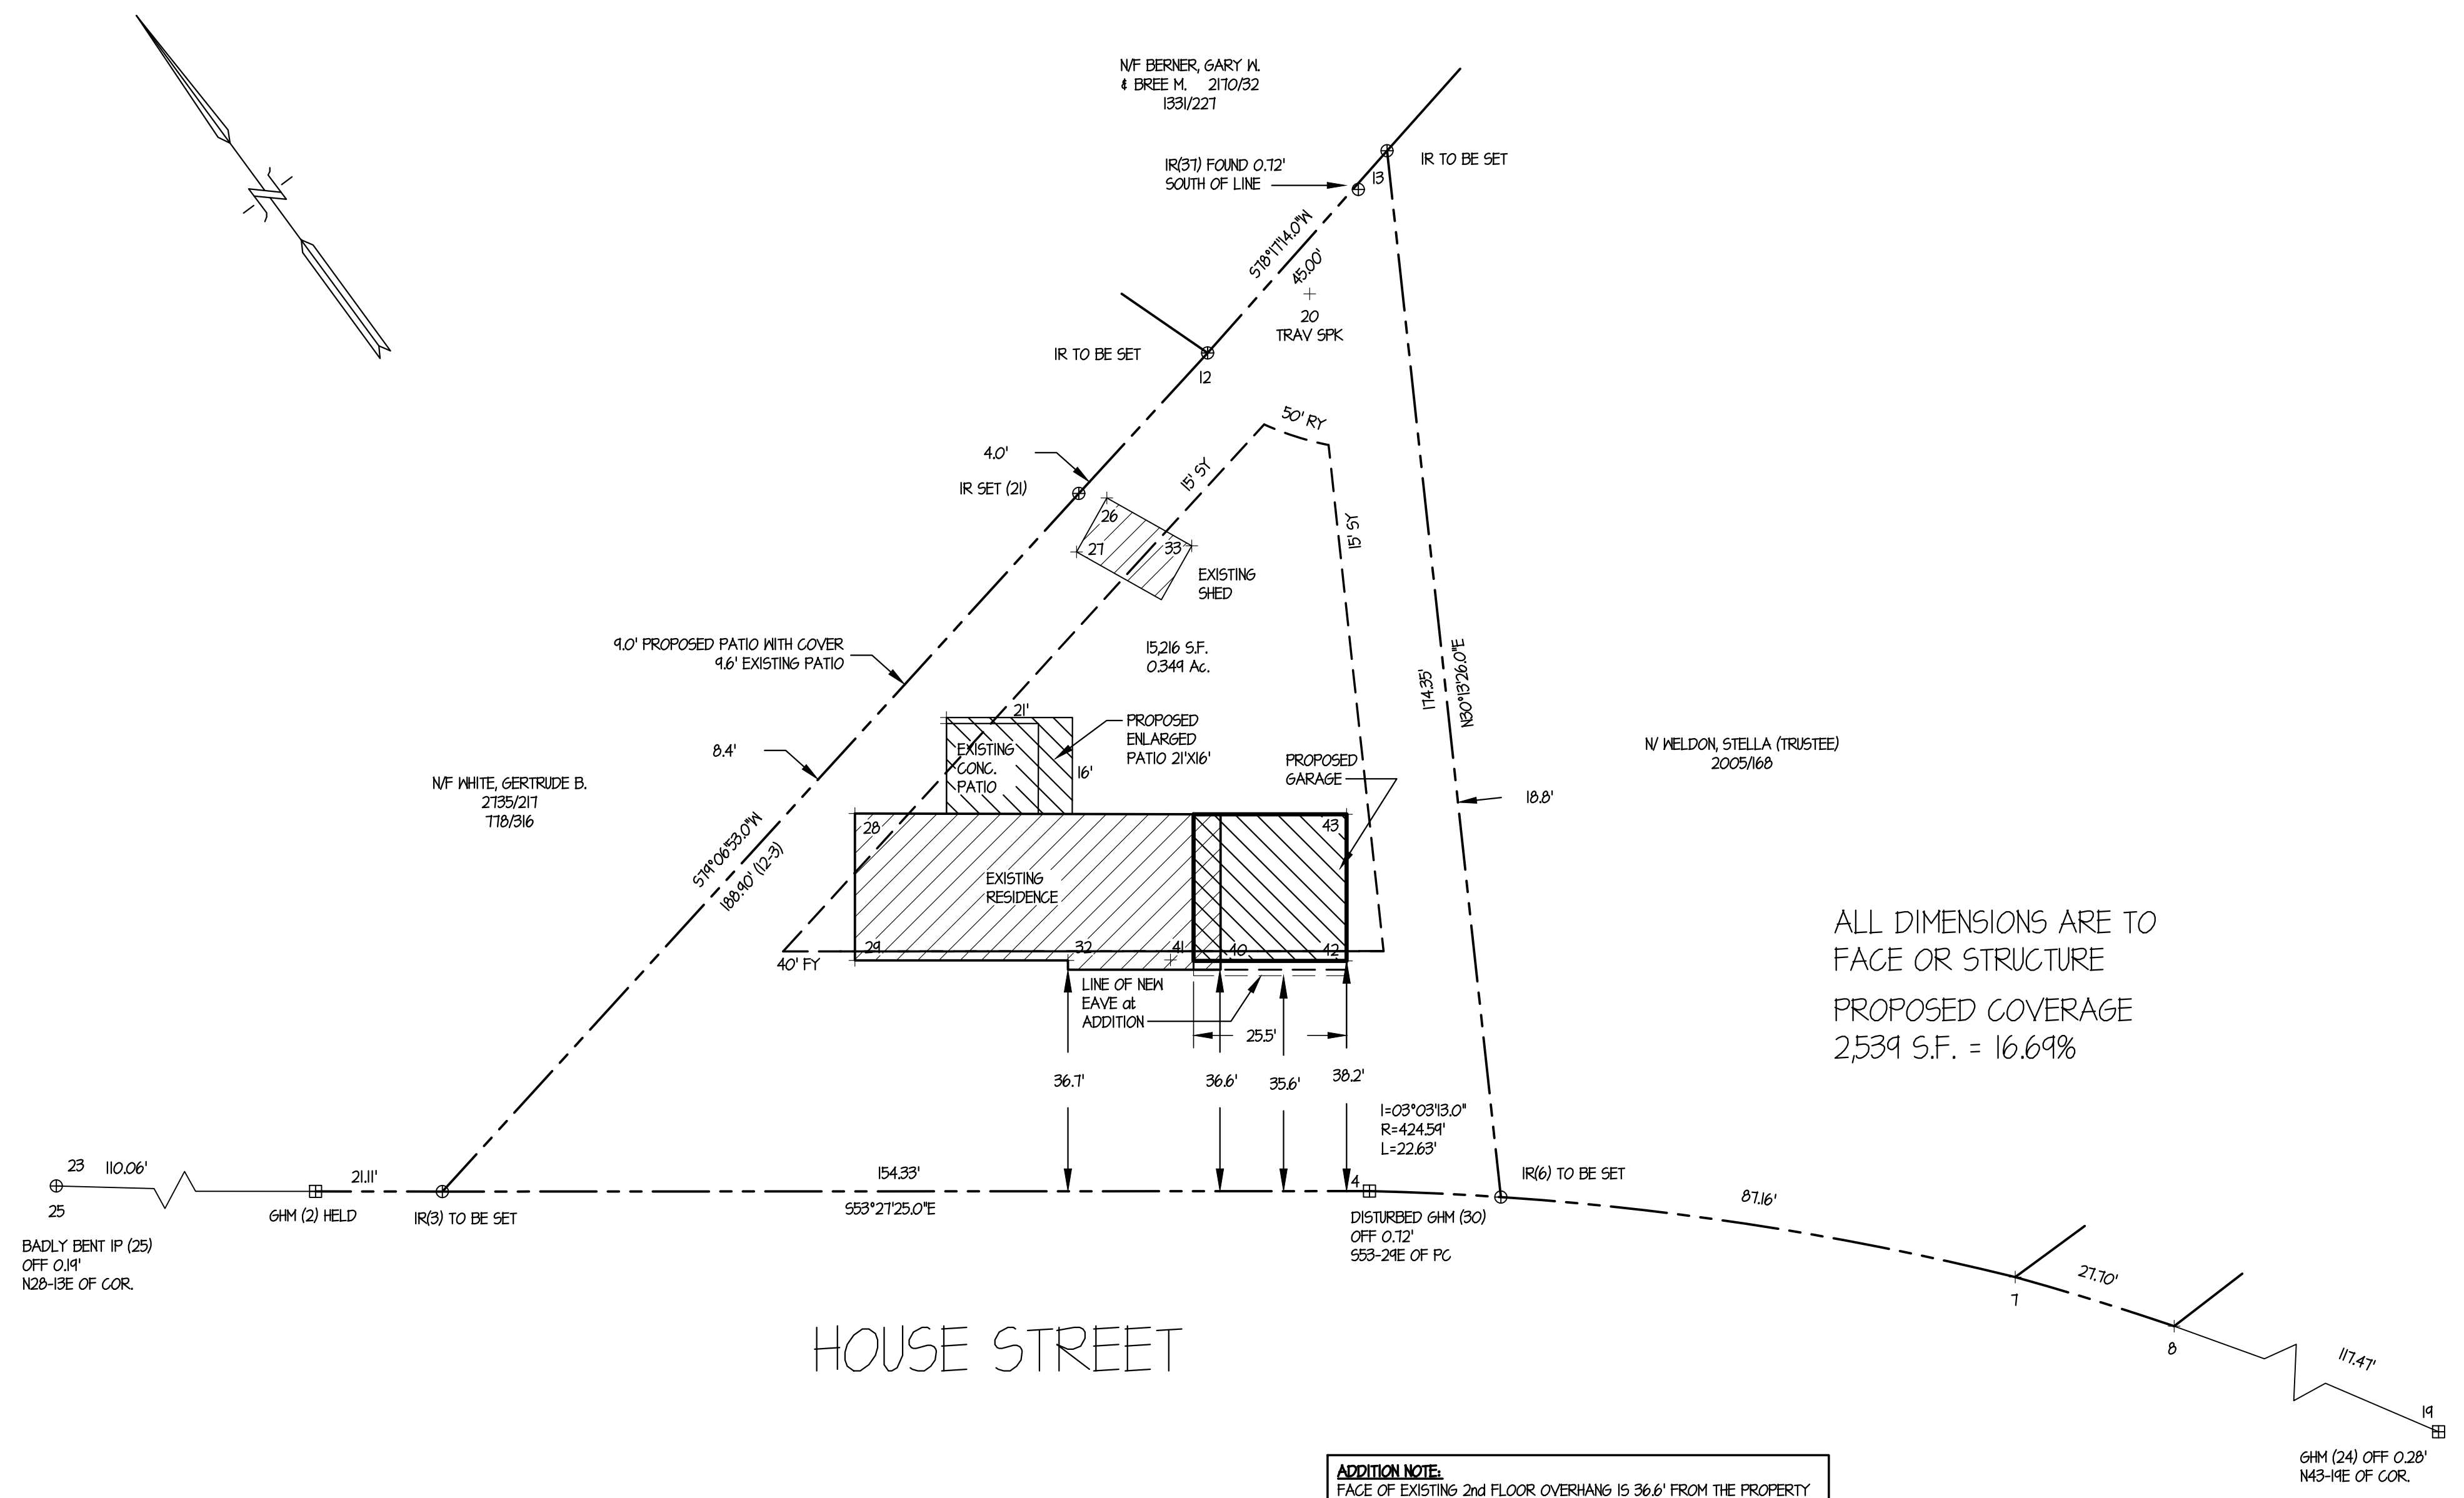 N/F BERNER, GARY W.
& BREE M. 2170/32
1331/227
IR(37) FOUND 0.72'
SOUTH OF LINE
13
IR TO BE SET
S78°17'14.0"W
45.00'
20
TRAV SPK
IR TO BE SET
12
50' RY
4.0'
IR SET (21)
15' SY
15' SY
26
27
33
EXISTING
SHED
9.0' PROPOSED PATIO WITH COVER
9.6' EXISTING PATIO
15,216 S.F.
0.349 Ac.
174.35'
N30°13'26.0"E
21'
PROPOSED
ENLARGED
PATIO 21'X16'
EXISTING
CONC.
PATIO
16'
8.4'
PROPOSED
GARAGE
N/ WELDON, STELLA (TRUSTEE)
2005/168
18.8'
N/F WHITE, GERTRUDE B.
2735/217
778/316
S79°06'53.0"W
188.90' (12-3)
28
43
EXISTING
RESIDENCE
29
32
41
40
42
40' FY
LINE OF NEW
EAVE at
ADDITION
25.5'
36.7'
36.6'
35.6'
38.2'
ALL DIMENSIONS ARE TO
FACE OR STRUCTURE
PROPOSED COVERAGE
2,539 S.F. = 16.69%
I=03°03'13.0"
R=424.59'
L=22.63'
23
110.06'
25
21.11'
GHM (2) HELD
IR(3) TO BE SET
154.33'
S53°27'25.0"E
4
IR(6) TO BE SET
87.16'
DISTURBED GHM (30)
OFF 0.72'
S53-29E OF PC
BADLY BENT IP (25)
OFF 0.19'
N28-13E OF COR.
27.70'
7
8
117.47'
19
GHM (24) OFF 0.28'
N43-19E OF COR.
HOUSE STREET
ADDITION NOTE:
FACE OF EXISTING 2nd FLOOR OVERHANG IS 36.6' FROM THE PROPERTY